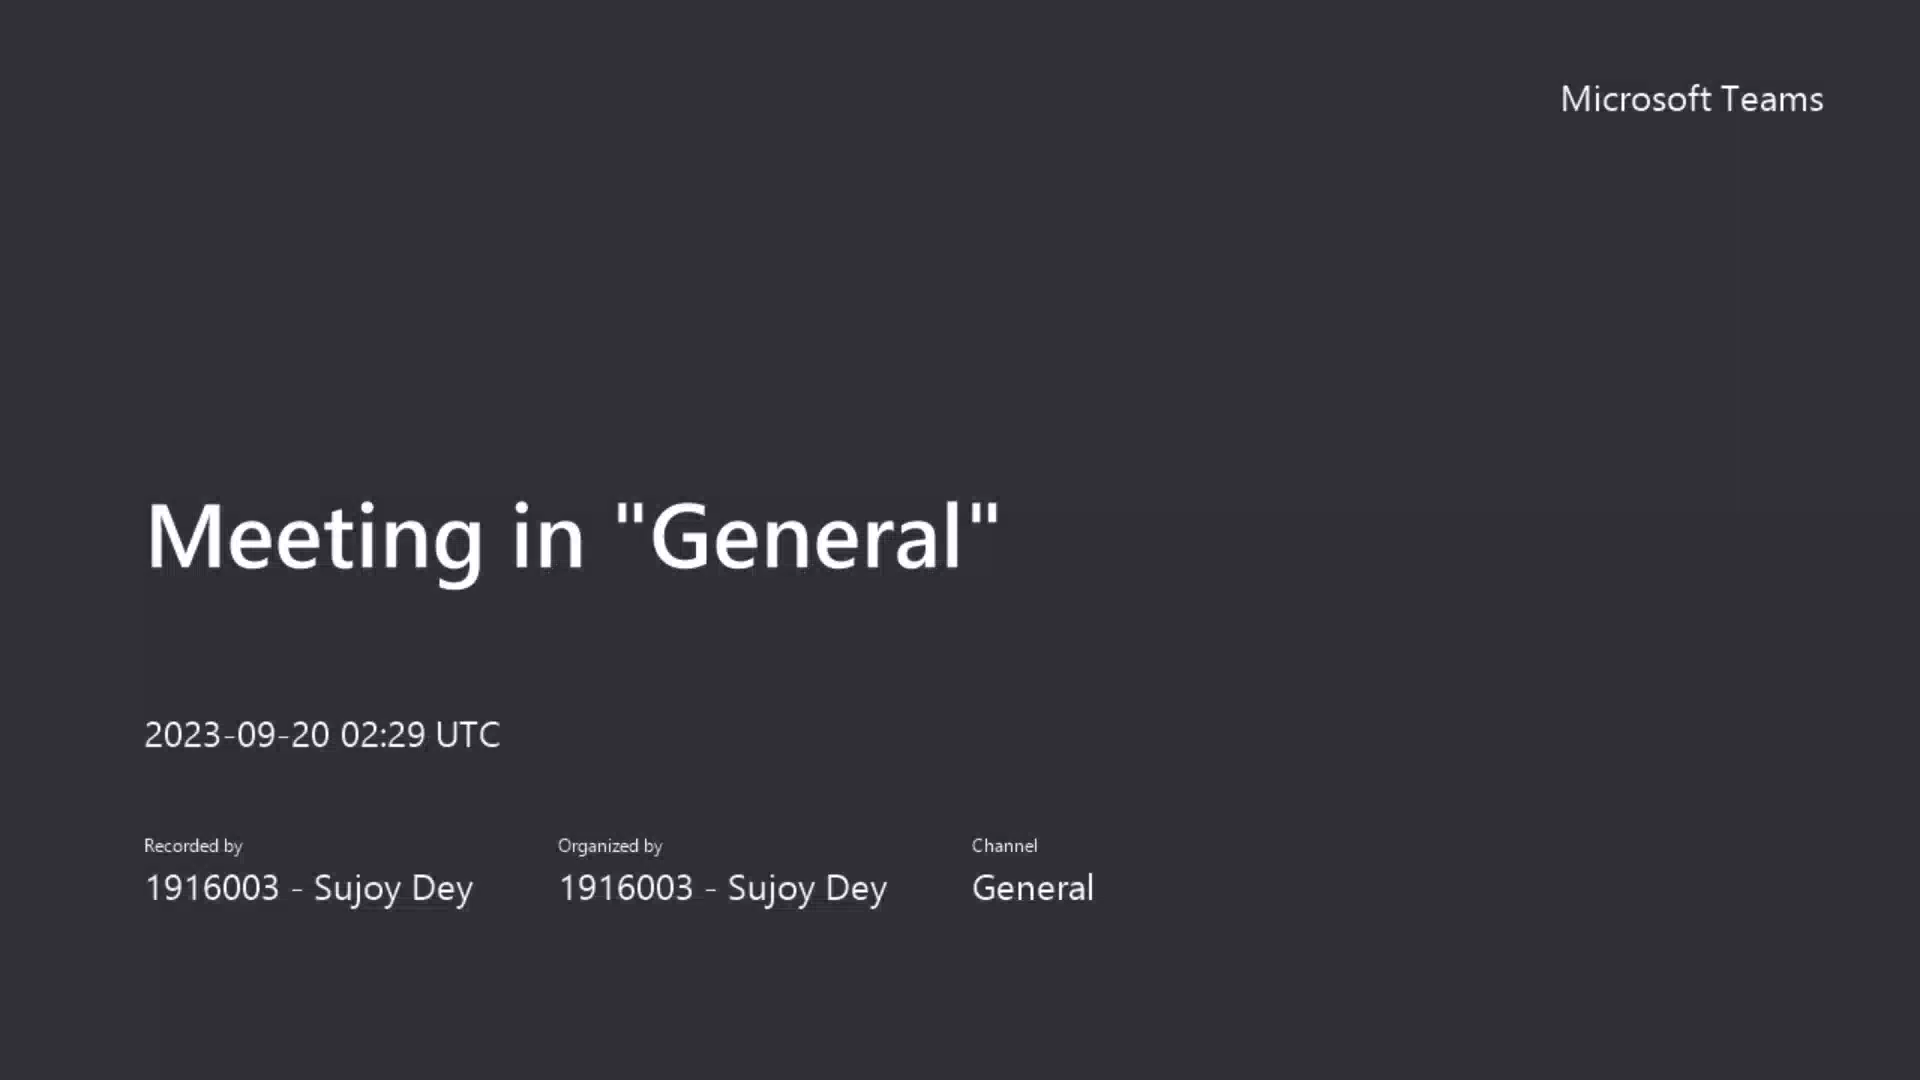 Microsoft Teams
Meeting in "General"
2023-09-20 02:29 UTC
Recorded by
1916003 - Sujoy Dey
Organized by
1916003 - Sujoy Dey
Channel
General